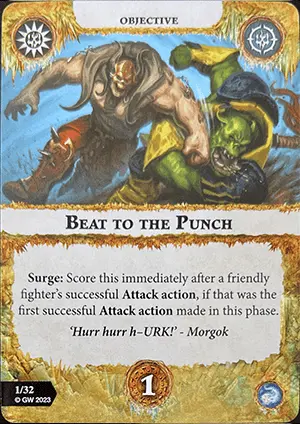 OBJECTIVE
BEAT TO THE PUNCH
Surge: Score this immediately after a friendly
fighter's successful Attack action, if that was the
first successful Attack action made in this phase.
'Hurr hurr h–URK!' - Morgok
1/32
© GW 2023
1